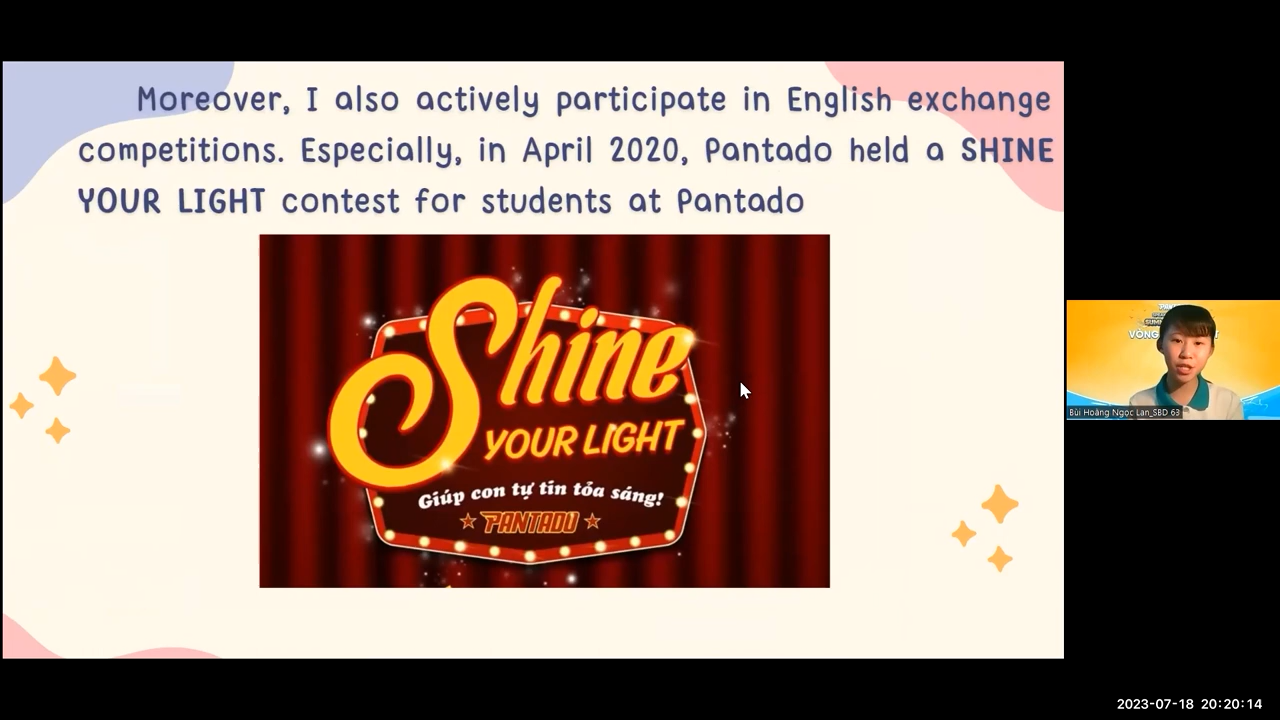 Moreover, I also actively participate in English exchange
competitions. Especially, in April 2020, Pantado held a SHINE
YOUR LIGHT contest for students at Pantado
Shine
YOUR LIGHT
Giúp con tự tin tỏa sáng!
PANTADO
VÒNG
Bùi Hoàng Ngọc Lan_SBD 63
2023-07-18 20:20:14